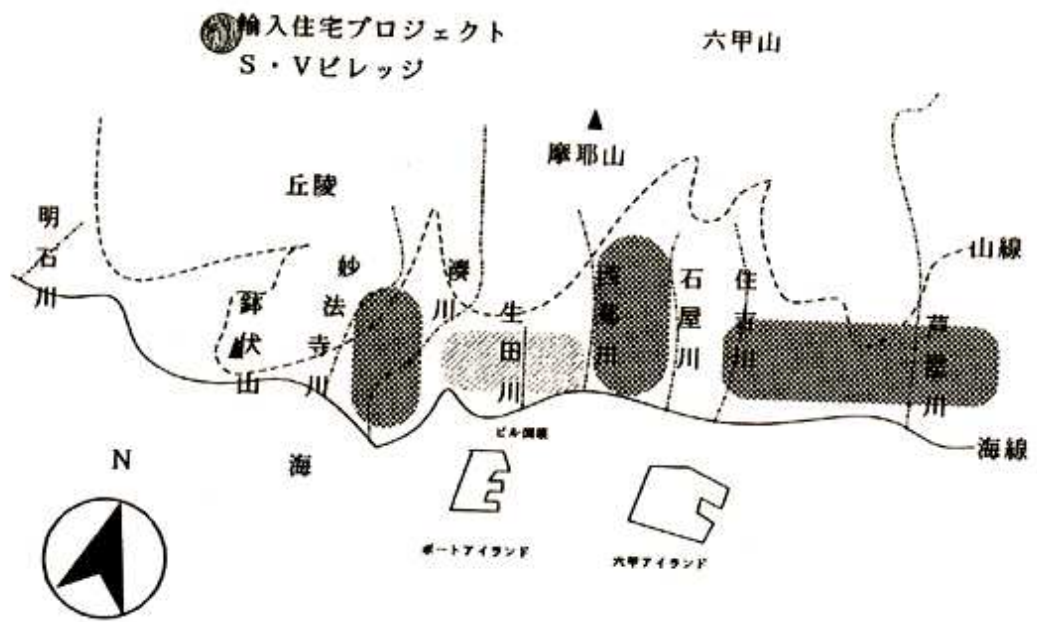 輸入住宅プロジェクト
S・Vビレッジ
六甲山
摩耶山
丘陵
明石川
鉢伏山
妙法寺川
湊川
生田川
石屋川
住吉川
芦屋川
山線
海線
N
海
ポートアイランド
六甲アイランド